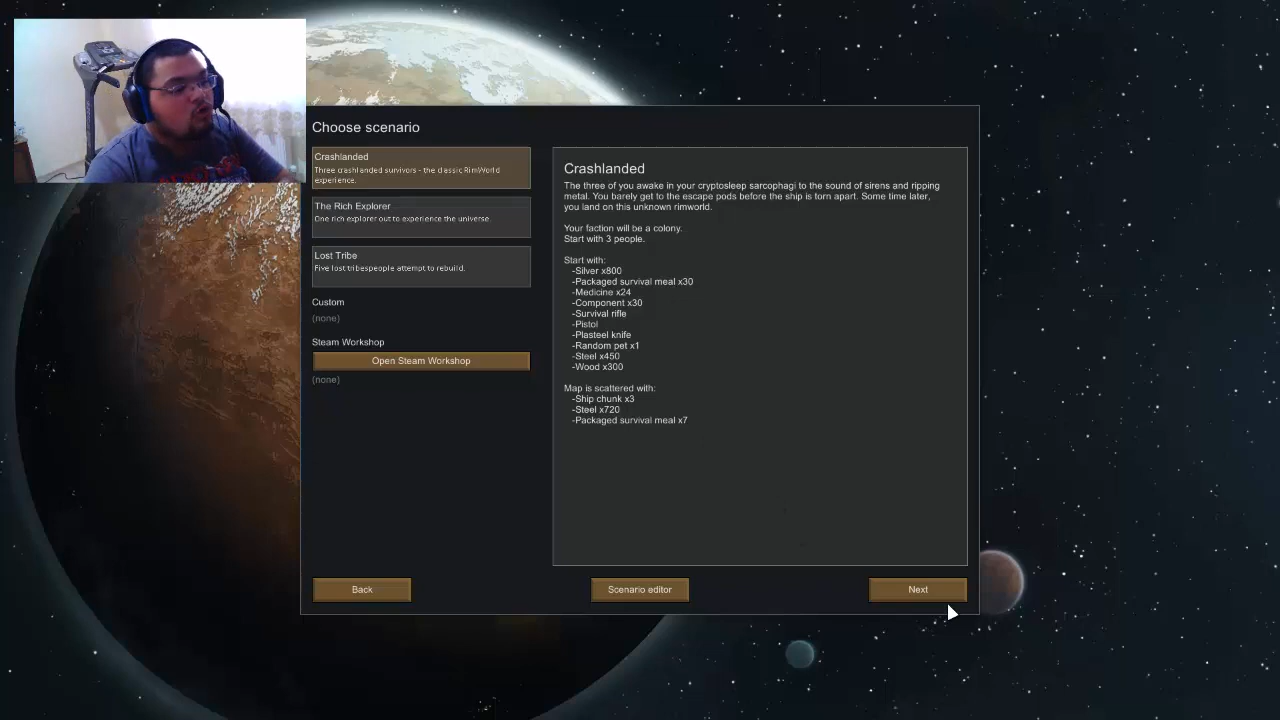 Choose scenario
Crashlanded
Three crashlanded survivors - the classic RimWorld
experience.
The Rich Explorer
One rich explorer out to experience the universe.
Lost Tribe
Five lost tribespeople attempt to rebuild.
Custom
(none)
Steam Workshop
Open Steam Workshop
(none)
Crashlanded
The three of you awake in your cryptosleep sarcophagi to the sound of sirens and ripping
metal. You barely get to the escape pods before the ship is torn apart. Some time later,
you land on this unknown rimworld.
Your faction will be a colony.
Start with 3 people.
Start with:
-Silver x800
-Packaged survival meal x30
-Medicine x24
-Component x30
-Survival rifle
-Pistol
-Plasteel knife
-Random pet x1
-Steel x450
-Wood x300
Map is scattered with:
-Ship chunk x3
-Steel x720
-Packaged survival meal x7
Back
Scenario editor
Next